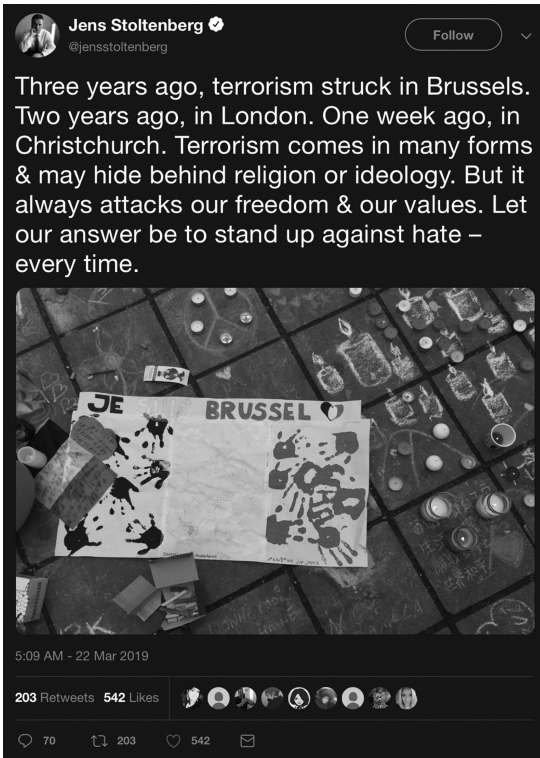 Jens Stoltenberg
@jensstoltenberg
Follow
Three years ago, terrorism struck in Brussels.
Two years ago, in London. One week ago, in
Christchurch. Terrorism comes in many forms
& may hide behind religion or ideology. But it
always attacks our freedom & our values. Let
our answer be to stand up against hate –
every time.
JE BRUSSEL
5:09 AM - 22 Mar 2019
203 Retweets 542 Likes
70 203 542